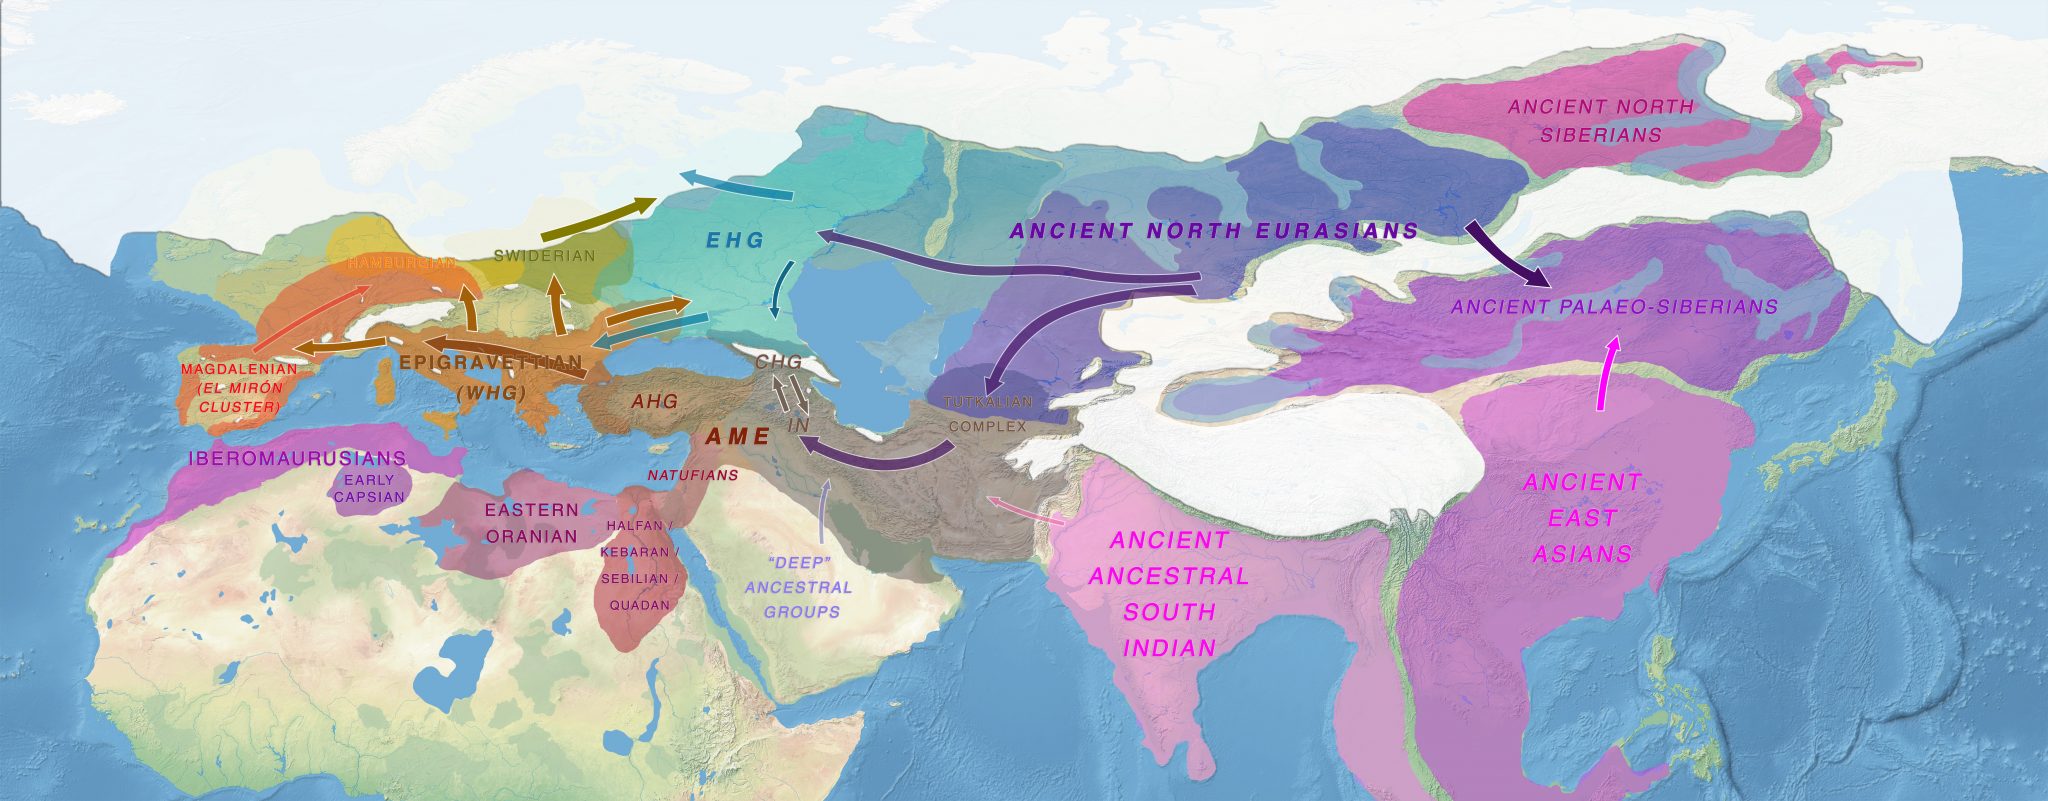 ANCIENT NORTH
SIBERIANS
ANCIENT NORTH EURASIANS
EHG
SWIDERIAN
HAMBURGIAN
ANCIENT PALAEO-SIBERIANS
MAGDALENIAN
(EL MIRÓN
CLUSTER)
EPIGRAVETTIAN
(WHG)
CHG
AHG
IN
AME
TUTKALIAN
COMPLEX
NATUFIANS
IBEROMAURUSIANS
EARLY
CAPSIAN
EASTERN
ORANIAN
HALFAN /
KEBARAN /
SEBILIAN /
QUADAN
“DEEP”
ANCESTRAL
GROUPS
ANCIENT
ANCESTRAL
SOUTH
INDIAN
ANCIENT
EAST
ASIANS